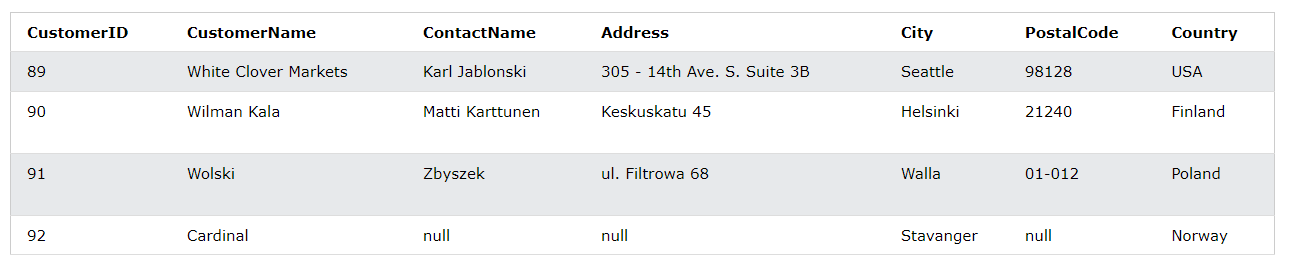 CustomerID CustomerName ContactName Address City PostalCode Country
89 White Clover Markets Karl Jablonski 305 - 14th Ave. S. Suite 3B Seattle 98128 USA
90 Wilman Kala Matti Karttunen Keskuskatu 45 Helsinki 21240 Finland
91 Wolski Zbyszek ul. Filtrowa 68 Walla 01-012 Poland
92 Cardinal null null Stavanger null Norway